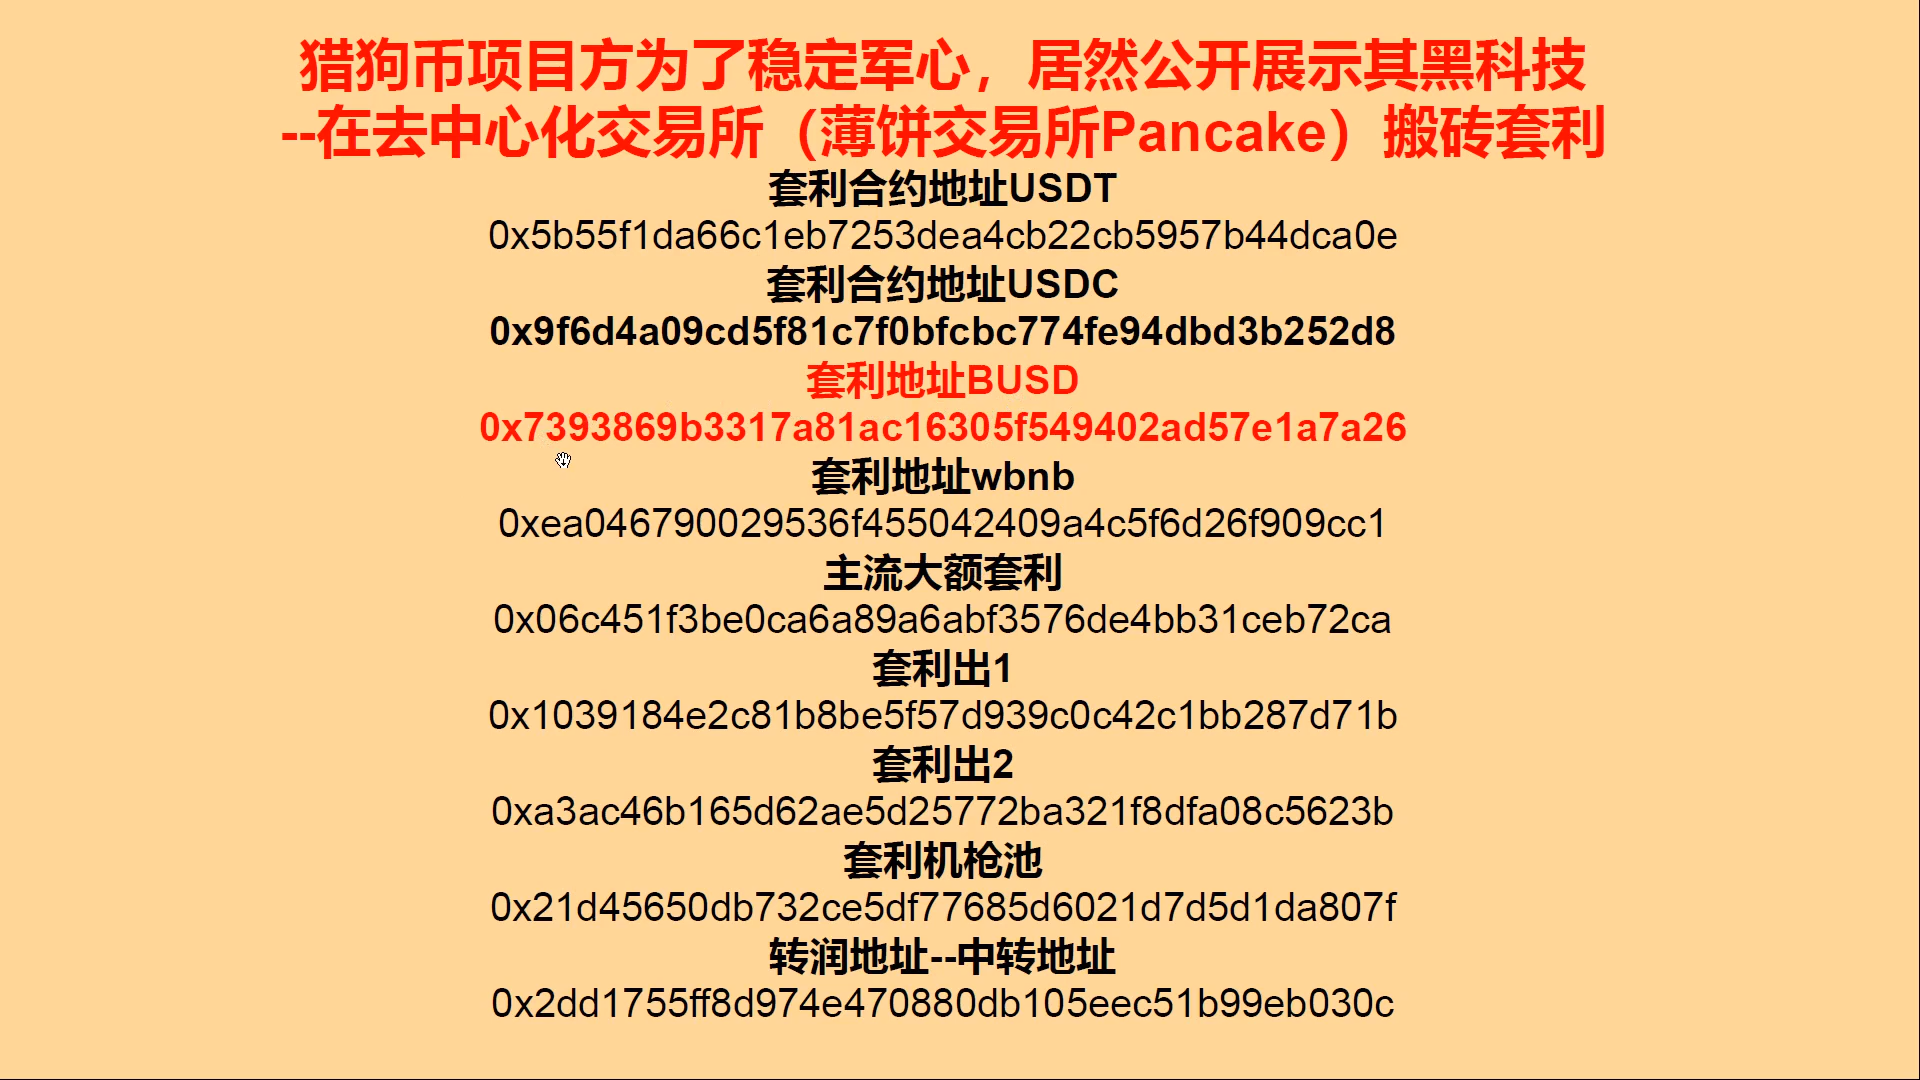 猎狗币项目方为了稳定军心，居然公开展示其黑科技
--在去中心化交易所（薄饼交易所Pancake）搬砖套利
套利合约地址USDT
0x5b55f1da66c1eb7253dea4cb22cb5957b44dca0e
套利合约地址USDC
0x9f6d4a09cd5f81c7f0bfcbc774fe94dbd3b252d8
套利地址BUSD
0x7393869b3317a81ac16305f549402ad57e1a7a26
套利地址wbnb
0xea046790029536f455042409a4c5f6d26f909cc1
主流大额套利
0x06c451f3be0ca6a89a6abf3576de4bb31ceb72ca
套利出1
0x1039184e2c81b8be5f57d939c0c42c1bb287d71b
套利出2
0xa3ac46b165d62ae5d25772ba321f8dfa08c5623b
套利机枪池
0x21d45650db732ce5df77685d6021d7d5d1da807f
转润地址--中转地址
0x2dd1755ff8d974e470880db105eec51b99eb030c